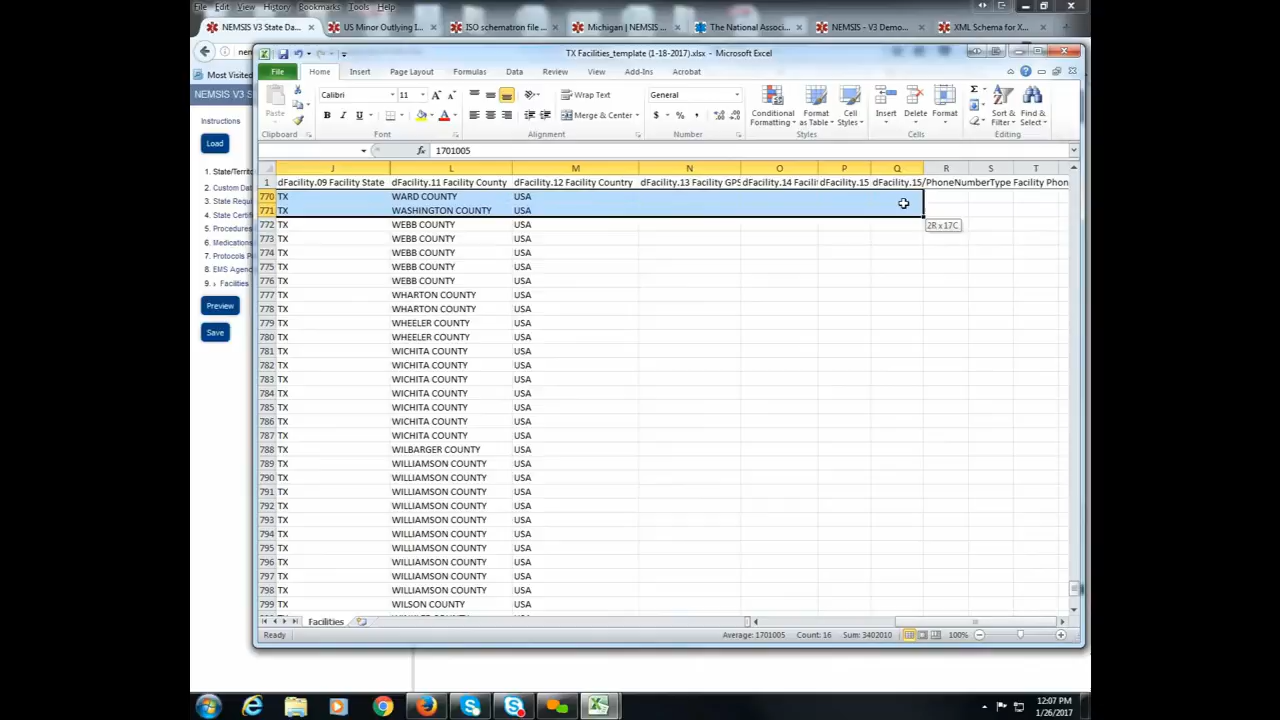 File Edit View History Bookmarks Tools Help
NEMSIS V3 State Da... US Minor Outlying I... ISO schematron file ... Michigan | NEMSIS ... The National Associ... NEMSIS - V3 Demo... XML Schema for X...
Most Visited
NEMSIS V3 S
TX Facilities_template (1-18-2017).xlsx - Microsoft Excel
File Home Insert Page Layout Formulas Data Review View Add-Ins Acrobat
Paste Calibri 11 Wrap Text General Conditional Formatting Format as Table Cell Styles Insert Delete Format Sort & Filter Find & Select
B I U Merge & Center $ % ,
Clipboard Font Alignment Number Styles Cells Editing
fx 1701005
J L M N O P Q R S T
1 dFacility.09 Facility State dFacility.11 Facility County dFacility.12 Facility Country dFacility.13 Facility GPS dFacility.14 Facili dFacility.15 dFacility.15/PhoneNumberType Facility Phon
770 TX WARD COUNTY USA
771 TX WASHINGTON COUNTY USA
2R x 17C
772 TX WEBB COUNTY USA
773 TX WEBB COUNTY USA
774 TX WEBB COUNTY USA
775 TX WEBB COUNTY USA
776 TX WEBB COUNTY USA
777 TX WHARTON COUNTY USA
778 TX WHARTON COUNTY USA
779 TX WHEELER COUNTY USA
780 TX WHEELER COUNTY USA
781 TX WICHITA COUNTY USA
782 TX WICHITA COUNTY USA
783 TX WICHITA COUNTY USA
784 TX WICHITA COUNTY USA
785 TX WICHITA COUNTY USA
786 TX WICHITA COUNTY USA
787 TX WICHITA COUNTY USA
788 TX WILBARGER COUNTY USA
789 TX WILLIAMSON COUNTY USA
790 TX WILLIAMSON COUNTY USA
791 TX WILLIAMSON COUNTY USA
792 TX WILLIAMSON COUNTY USA
793 TX WILLIAMSON COUNTY USA
794 TX WILLIAMSON COUNTY USA
795 TX WILLIAMSON COUNTY USA
796 TX WILLIAMSON COUNTY USA
797 TX WILLIAMSON COUNTY USA
798 TX WILLIAMSON COUNTY USA
799 TX WILSON COUNTY USA
Facilities
Ready Average: 1701005 Count: 16 Sum: 3402010 100%
Instructions
Load
1. State/Territo
2. Custom Dat
3. State Requi
4. State Certif
5. Procedures
6. Medications
7. Protocols P
8. EMS Agenc
9. › Facilities
Preview
Save
12:07 PM
1/26/2017